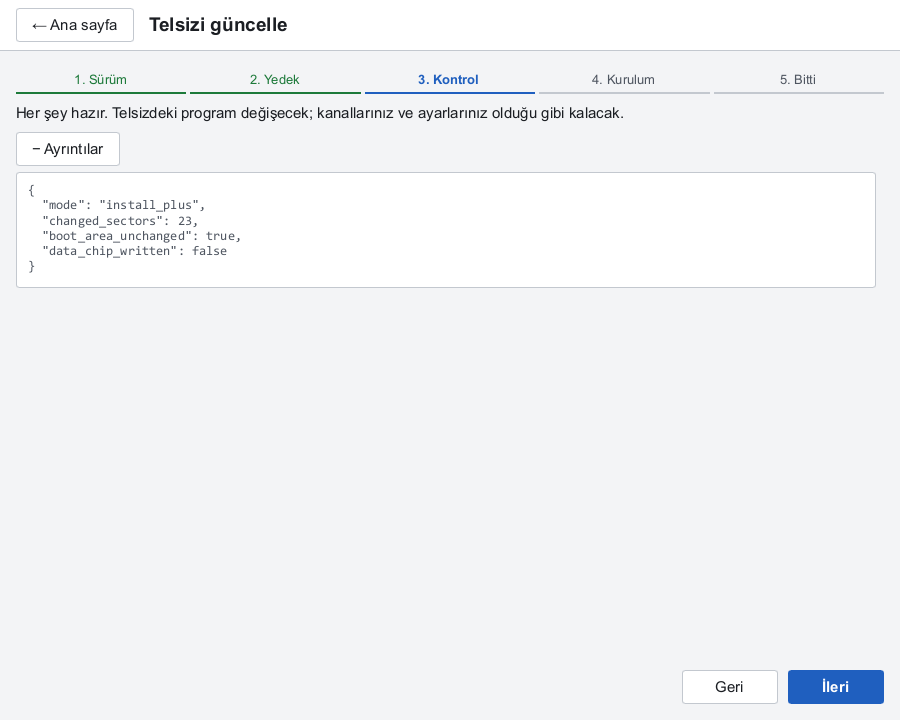 ← Ana sayfa
Telsizi güncelle
1. Sürüm
2. Yedek
3. Kontrol
4. Kurulum
5. Bitti
Her şey hazır. Telsizdeki program değişecek; kanallarınız ve ayarlarınız olduğu gibi kalacak.
− Ayrıntılar
{
  "mode": "install_plus",
  "changed_sectors": 23,
  "boot_area_unchanged": true,
  "data_chip_written": false
}
Geri
İleri